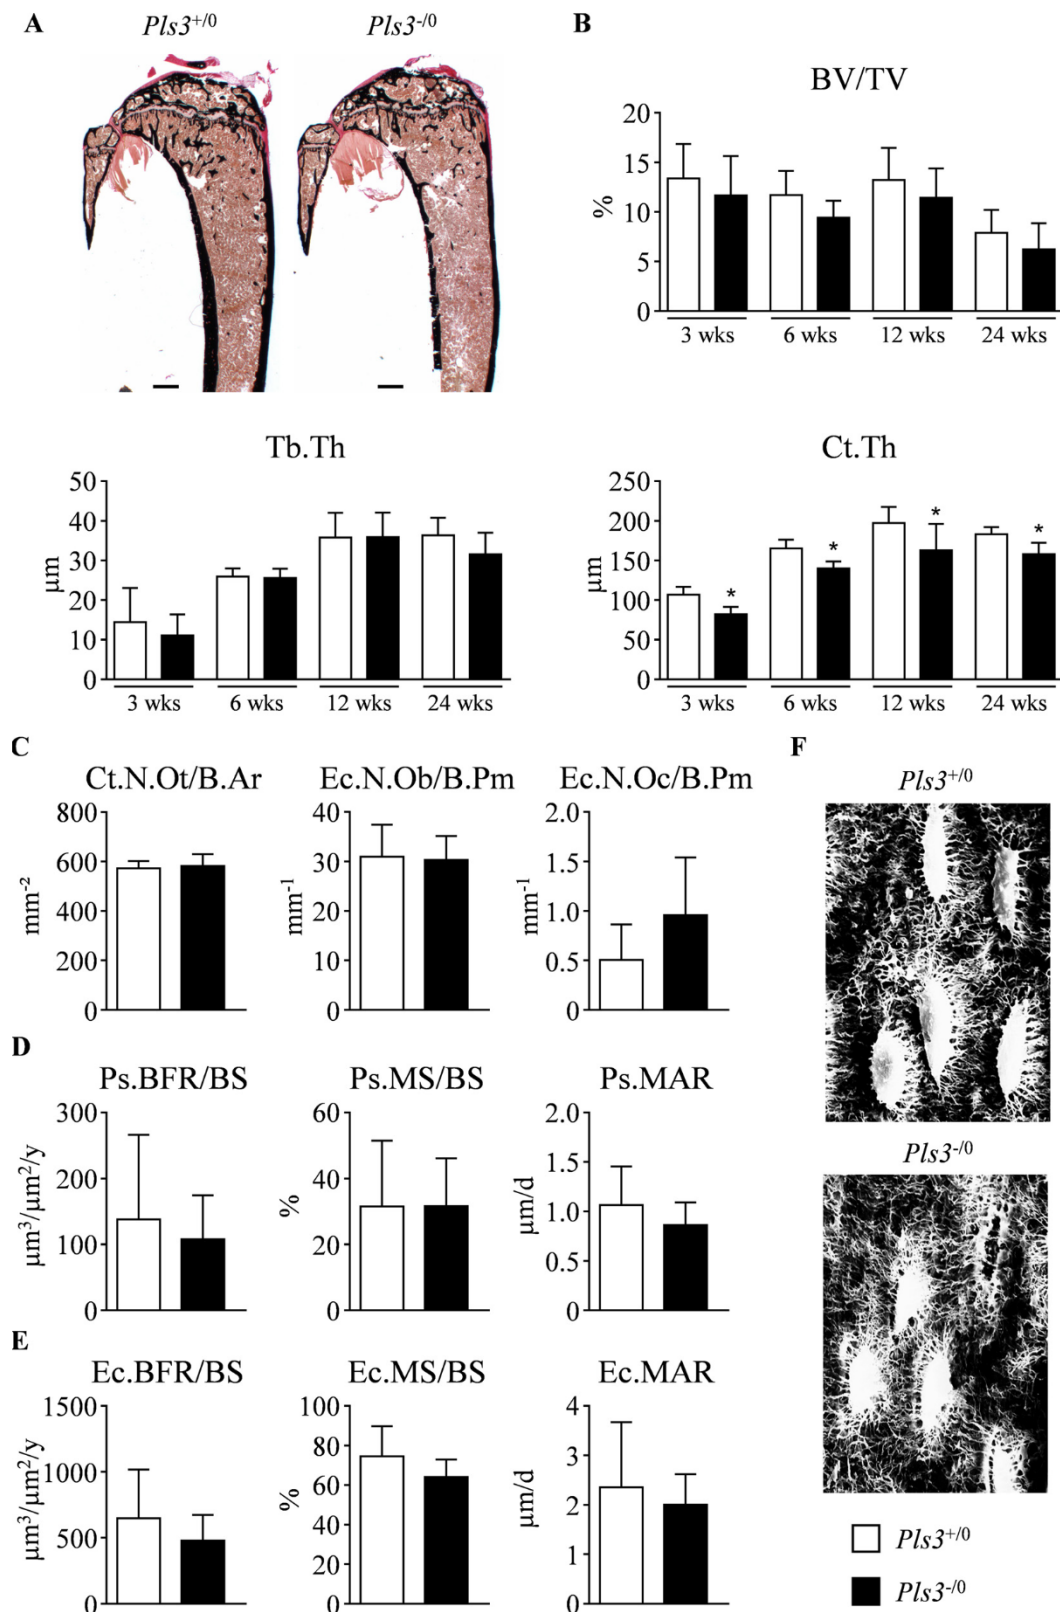 A
Pls3+/0
Pls3-/0
B
BV/TV
20
15
10
5
0
%
3 wks
6 wks
12 wks
24 wks
Tb.Th
50
40
30
20
10
0
µm
3 wks
6 wks
12 wks
24 wks
Ct.Th
250
200
150
100
50
0
µm
*
*
*
*
3 wks
6 wks
12 wks
24 wks
C
Ct.N.Ot/B.Ar
800
600
400
200
0
mm⁻²
Ec.N.Ob/B.Pm
40
30
20
10
0
mm⁻¹
Ec.N.Oc/B.Pm
2.0
1.5
1.0
0.5
0
mm⁻¹
D
Ps.BFR/BS
300
200
100
0
µm³/µm²/y
Ps.MS/BS
60
40
20
0
%
Ps.MAR
2.0
1.5
1.0
0.5
0
µm/d
E
Ec.BFR/BS
1500
1000
500
0
µm³/µm²/y
Ec.MS/BS
100
80
60
40
20
0
%
Ec.MAR
4
3
2
1
0
µm/d
F
Pls3+/0
Pls3-/0
Pls3+/0
Pls3-/0